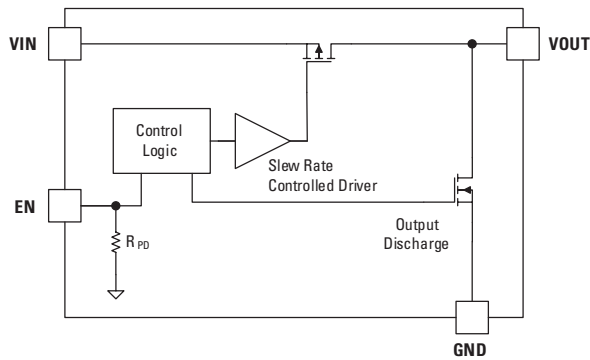 VIN
VOUT
Control
Logic
Slew Rate
Controlled Driver
EN
R PD
Output
Discharge
GND